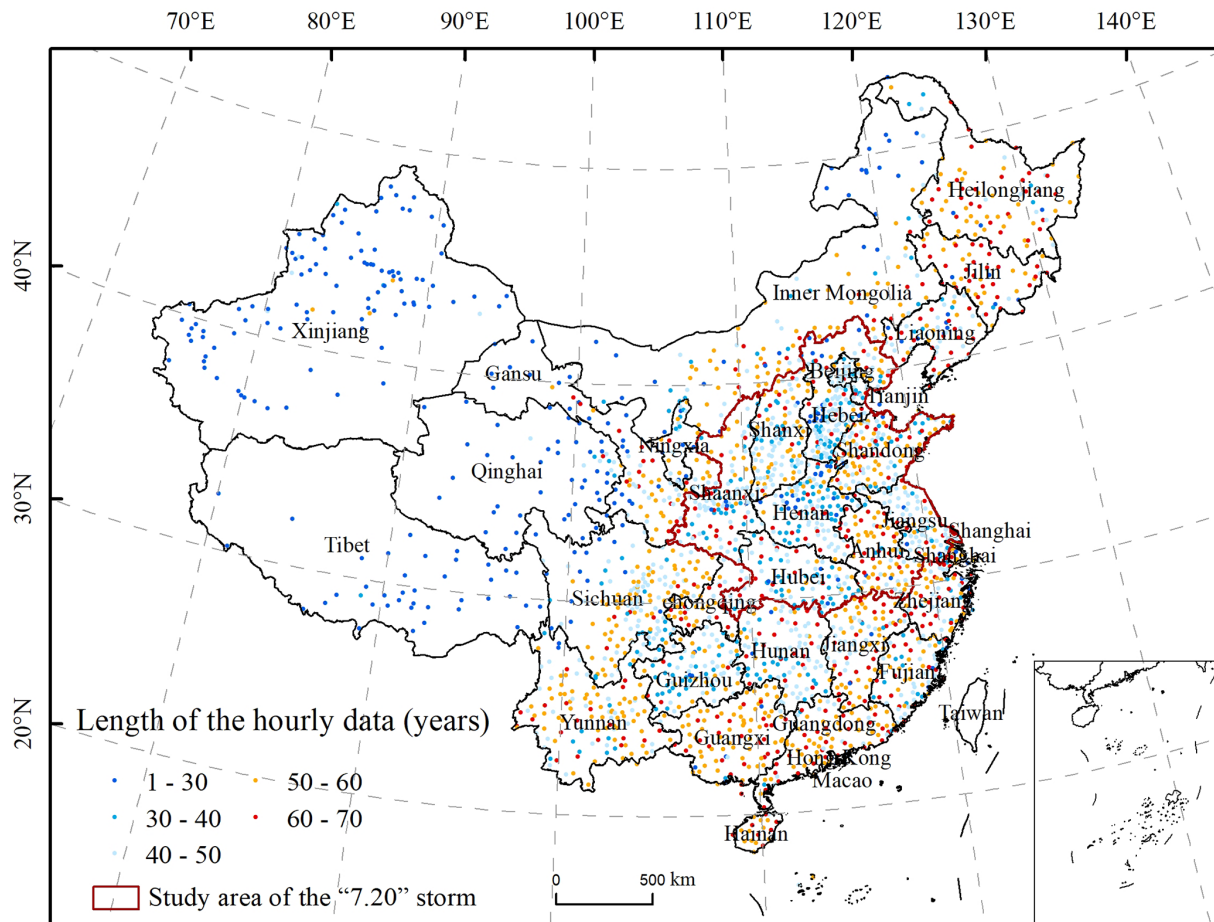 70°E 80°E 90°E 100°E 110°E 120°E 130°E 140°E
40°N
30°N
20°N
Heilongjiang
Jilin
Inner Mongolia
Liaoning
Xinjiang
Gansu
Beijing
Tianjin
Hebei
Shanxi
Ningxia
Shandong
Qinghai
Shaanxi
Henan
Jiangsu
Shanghai
Tibet
Anhui
Shanghai
Hubei
Sichuan
chongqing
Zhejiang
Hunan
Jiangxi
Guizhou
Fujian
Taiwan
Yunnan
Guangdong
Guangxi
Hong Kong
Macao
Hainan
Length of the hourly data (years)
1 - 30 50 - 60
30 - 40 60 - 70
40 - 50
Study area of the “7.20” storm
0 500 km